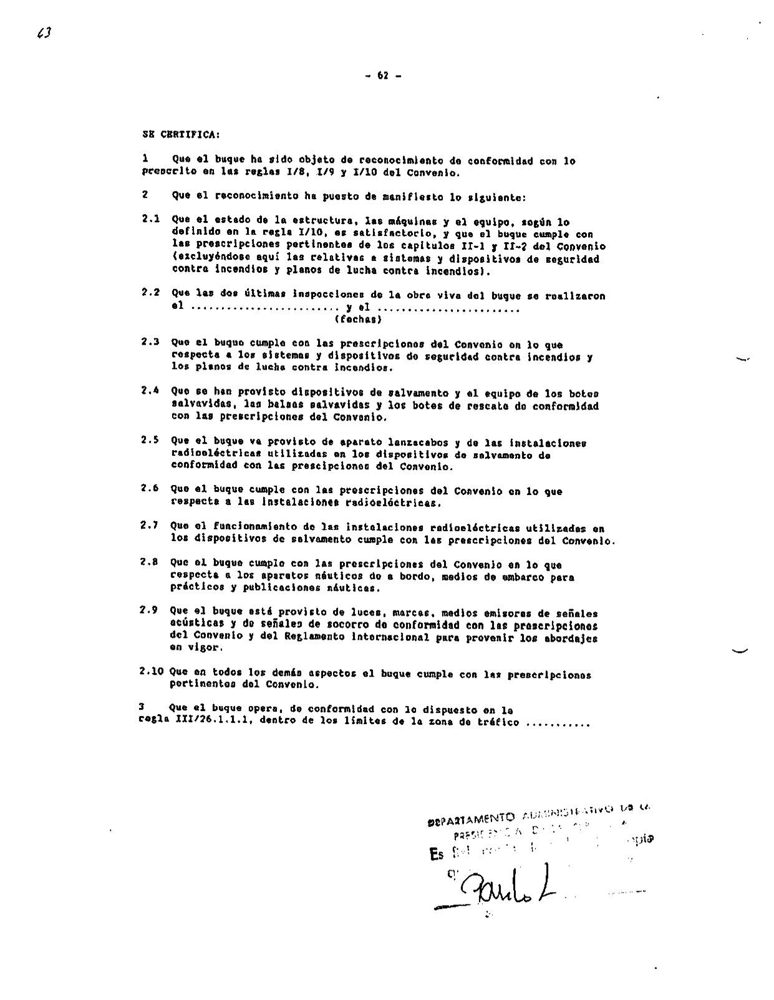 63
- 62 -
SE CERTIFICA:
1 Que el buque ha sido objeto de reconocimiento de conformidad con lo
prescrito en las reglas I/8, I/9 y I/10 del Convenio.
2 Que el reconocimiento ha puesto de manifiesto lo siguiente:
2.1 Que el estado de la estructura, las máquinas y el equipo, según lo
definido en la regla I/10, es satisfactorio, y que el buque cumple con
las prescripciones pertinentes de los capítulos II-1 y II-2 del Convenio
(excluyéndose aquí las relativas a sistemas y dispositivos de seguridad
contra incendios y planos de lucha contra incendios).
2.2 Que las dos últimas inspecciones de la obra viva del buque se realizaron
el ......................... y el ........................
(fechas)
2.3 Que el buque cumple con las prescripciones del Convenio en lo que
respecta a los sistemas y dispositivos de seguridad contra incendios y
los planos de lucha contra incendios.
2.4 Que se han provisto dispositivos de salvamento y el equipo de los botes
salvavidas, las balsas salvavidas y los botes de rescate de conformidad
con las prescripciones del Convenio.
2.5 Que el buque va provisto de aparato lanzacabos y de las instalaciones
radioeléctricas utilizadas en los dispositivos de salvamento de
conformidad con las prescipciones del Convenio.
2.6 Que el buque cumple con las prescripciones del Convenio en lo que
respecta a las instalaciones radioeléctricas.
2.7 Que el funcionamiento de las instalaciones radioeléctricas utilizadas en
los dispositivos de salvamento cumple con las prescripciones del Convenio.
2.8 Que el buque cumple con las prescripciones del Convenio en lo que
respecta a los aparatos náuticos de a bordo, medios de embarco para
prácticos y publicaciones náuticas.
2.9 Que el buque está provisto de luces, marcas, medios emisores de señales
acústicas y de señales de socorro de conformidad con las prescripciones
del Convenio y del Reglamento internacional para prevenir los abordajes
en vigor.
2.10 Que en todos los demás aspectos el buque cumple con las prescripciones
pertinentes del Convenio.
3 Que el buque opera, de conformidad con lo dispuesto en la
regla III/26.1.1.1, dentro de los límites de la zona de tráfico ...........
DEPARTAMENTO ADMINISTRATIVO DE LA
PRESIDENCIA
Es